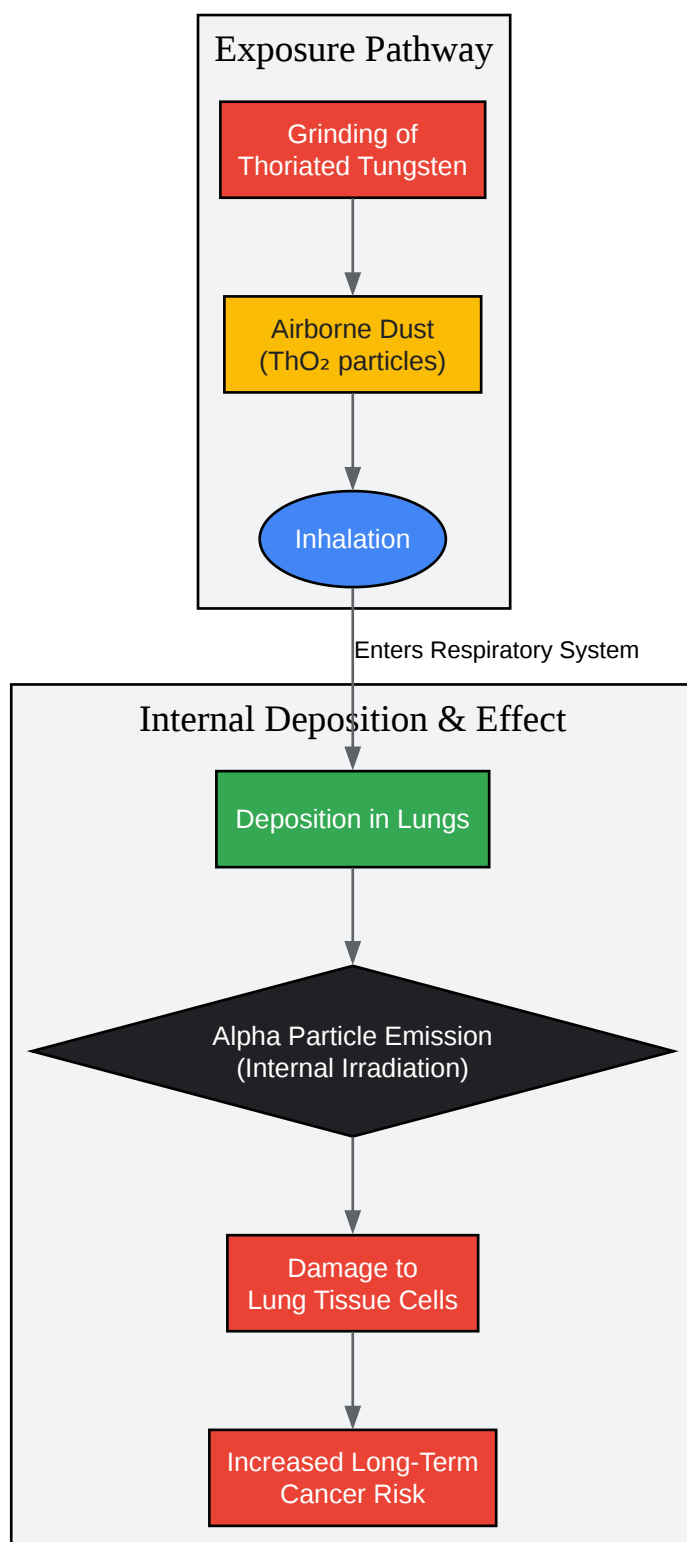 Exposure Pathway
Grinding of
Thoriated Tungsten
Airborne Dust
(ThO₂ particles)
Inhalation
Enters Respiratory System
Internal Deposition & Effect
Deposition in Lungs
Alpha Particle Emission
(Internal Irradiation)
Damage to
Lung Tissue Cells
Increased Long-Term
Cancer Risk